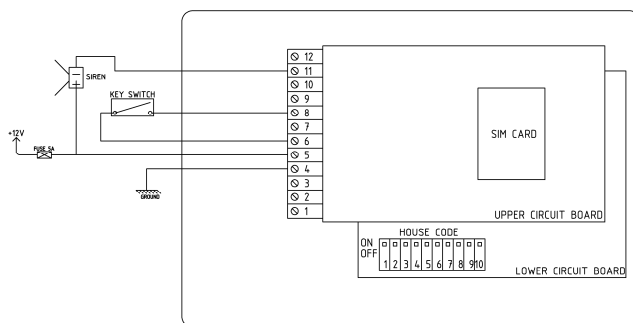 12
11
10
9
8
7
6
5
4
3
2
1
SIREN
KEY SWITCH
+12V
FUSE 5A
GROUND
SIM CARD
UPPER CIRCUIT BOARD
HOUSE CODE
ON
OFF
1 2 3 4 5 6 7 8 9 10
LOWER CIRCUIT BOARD